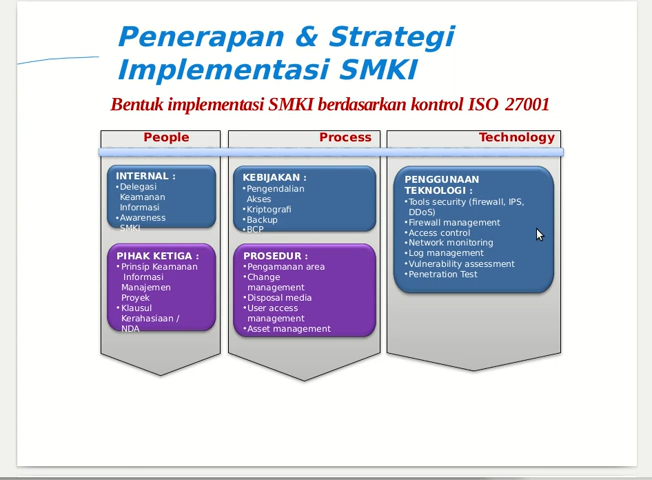 Penerapan & Strategi
Implementasi SMKI
Bentuk implementasi SMKI berdasarkan kontrol ISO 27001
People
INTERNAL :
•Delegasi
Keamanan
Informasi
•Awareness
SMKI
PIHAK KETIGA :
•Prinsip Keamanan
Informasi
Manajemen
Proyek
•Klausul
Kerahasiaan /
NDA
Process
KEBIJAKAN :
•Pengendalian
Akses
•Kriptografi
•Backup
•BCP
PROSEDUR :
•Pengamanan area
•Change
management
•Disposal media
•User access
management
•Asset management
Technology
PENGGUNAAN
TEKNOLOGI :
•Tools security (firewall, IPS,
DDoS)
•Firewall management
•Access control
•Network monitoring
•Log management
•Vulnerability assessment
•Penetration Test